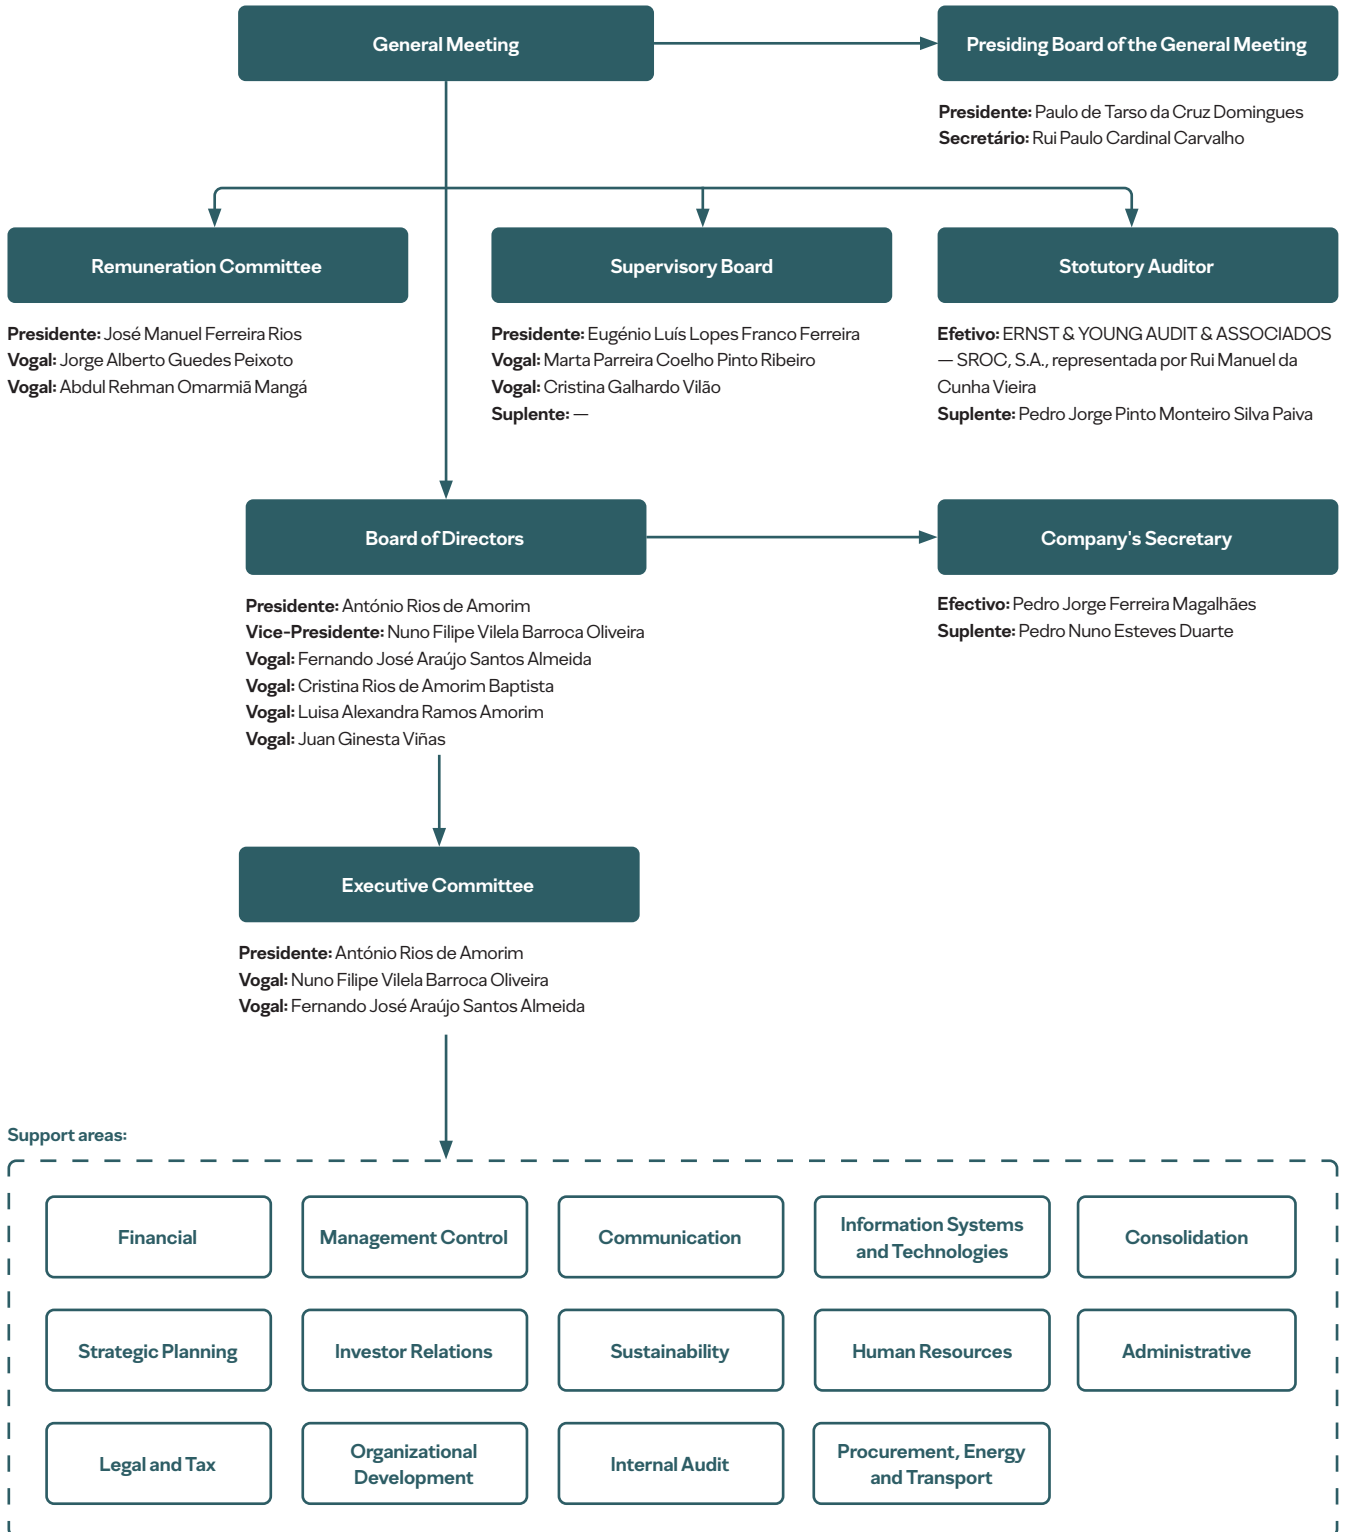 General Meeting
Presiding Board of the General Meeting
Presidente: Paulo de Tarso da Cruz Domingues
Secretário: Rui Paulo Cardinal Carvalho
Remuneration Committee
Presidente: José Manuel Ferreira Rios
Vogal: Jorge Alberto Guedes Peixoto
Vogal: Abdul Rehman Omarmiã Mangá
Supervisory Board
Presidente: Eugénio Luís Lopes Franco Ferreira
Vogal: Marta Parreira Coelho Pinto Ribeiro
Vogal: Cristina Galhardo Vilão
Suplente: —
Stotutory Auditor
Efetivo: ERNST & YOUNG AUDIT & ASSOCIADOS
— SROC, S.A., representada por Rui Manuel da
Cunha Vieira
Suplente: Pedro Jorge Pinto Monteiro Silva Paiva
Board of Directors
Presidente: António Rios de Amorim
Vice-Presidente: Nuno Filipe Vilela Barroca Oliveira
Vogal: Fernando José Araújo Santos Almeida
Vogal: Cristina Rios de Amorim Baptista
Vogal: Luisa Alexandra Ramos Amorim
Vogal: Juan Ginesta Viñas
Company's Secretary
Efectivo: Pedro Jorge Ferreira Magalhães
Suplente: Pedro Nuno Esteves Duarte
Executive Committee
Presidente: António Rios de Amorim
Vogal: Nuno Filipe Vilela Barroca Oliveira
Vogal: Fernando José Araújo Santos Almeida
Support areas:
Financial
Management Control
Communication
Information Systems
and Technologies
Consolidation
Strategic Planning
Investor Relations
Sustainability
Human Resources
Administrative
Legal and Tax
Organizational
Development
Internal Audit
Procurement, Energy
and Transport